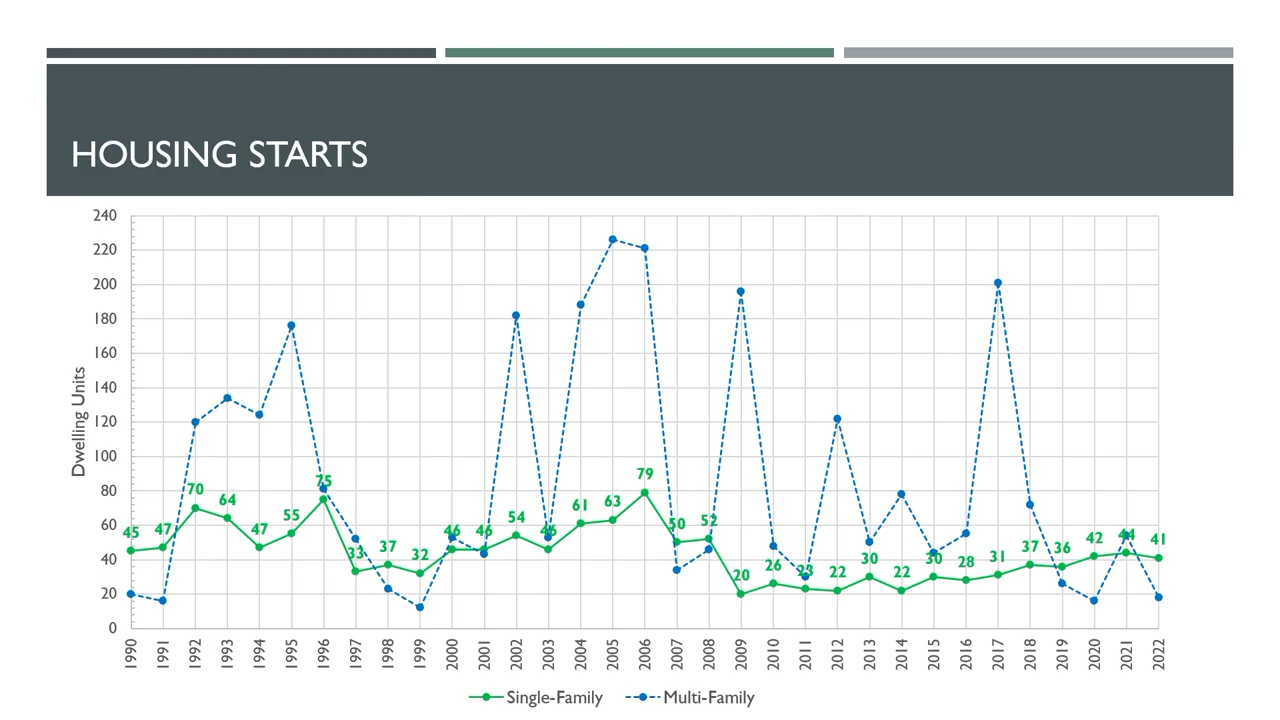 HOUSING STARTS
Dwelling Units
240
220
200
180
160
140
120
100
80
60
40
20
0
45 47 70 64 47 55 75 33 37 32 46 46 54 46 61 63 79 50 52 20 26 23 22 30 22 30 28 31 37 36 42 44 41
1990 1991 1992 1993 1994 1995 1996 1997 1998 1999 2000 2001 2002 2003 2004 2005 2006 2007 2008 2009 2010 2011 2012 2013 2014 2015 2016 2017 2018 2019 2020 2021 2022
Single-Family Multi-Family